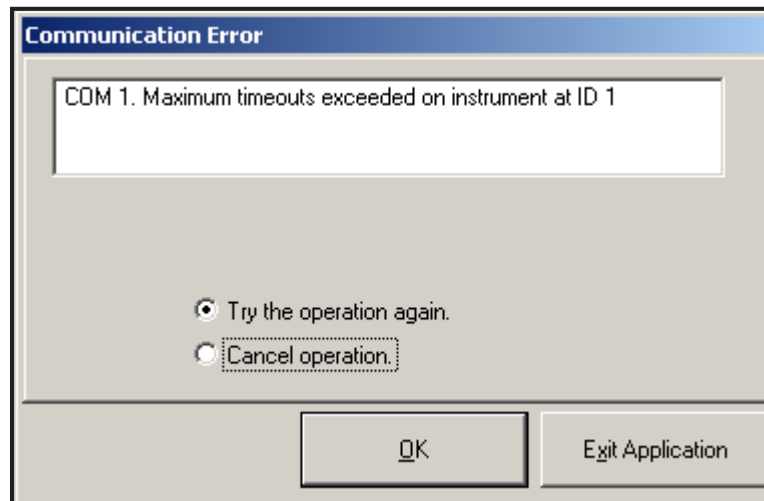 Communication Error
COM 1. Maximum timeouts exceeded on instrument at ID 1
Try the operation again.
Cancel operation.
OK
Exit Application